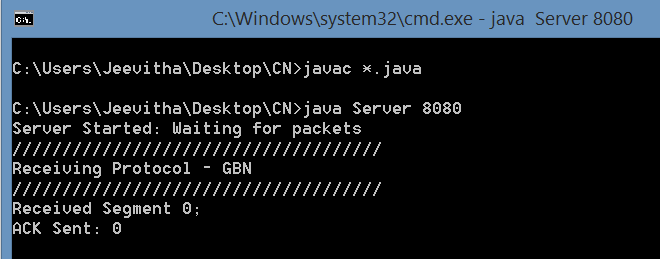 C:\Windows\system32\cmd.exe - java  Server 8080
C:\Users\Jeevitha\Desktop\CN>javac *.java
C:\Users\Jeevitha\Desktop\CN>java Server 8080
Server Started: Waiting for packets
/////////////////////////////////////
Receiving Protocol - GBN
/////////////////////////////////////
Received Segment 0;
ACK Sent: 0